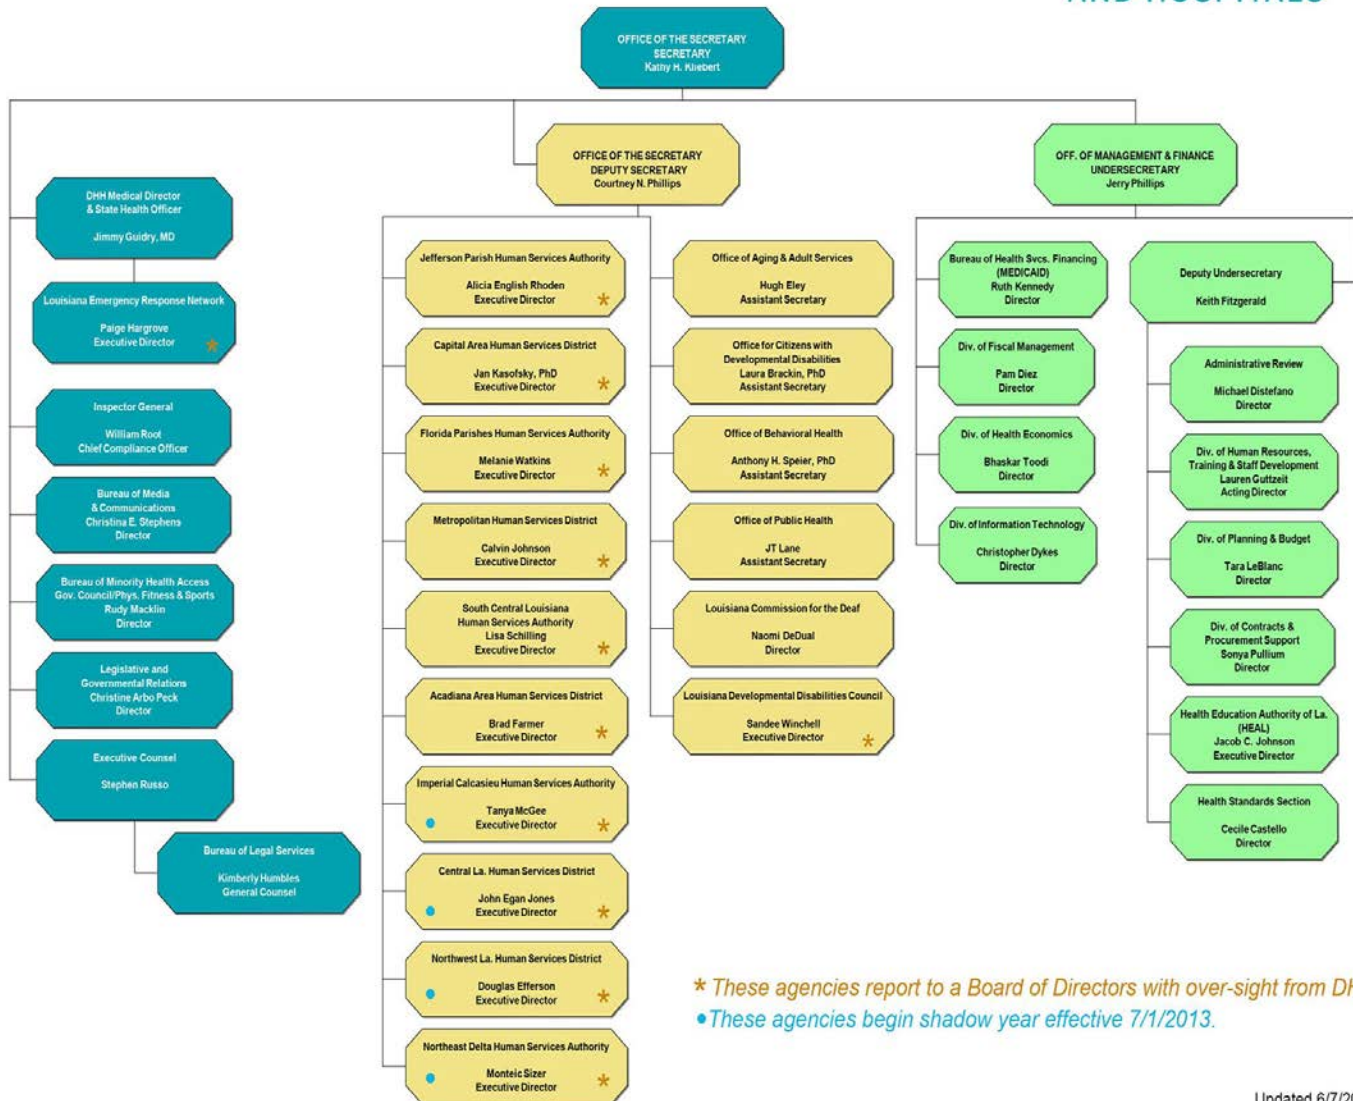 AND HOSPITALS
OFFICE OF THE SECRETARY
SECRETARY
Kathy H. Kliebert
OFFICE OF THE SECRETARY
DEPUTY SECRETARY
Courtney N. Phillips
OFF. OF MANAGEMENT & FINANCE
UNDERSECRETARY
Jerry Phillips
DHH Medical Director
& State Health Officer
Jimmy Guidry, MD
Louisiana Emergency Response Network
Paige Hargrove
Executive Director *
Inspector General
William Root
Chief Compliance Officer
Bureau of Media
& Communications
Christina E. Stephens
Director
Bureau of Minority Health Access
Gov. Council/Phys. Fitness & Sports
Rudy Macklin
Director
Legislative and
Governmental Relations
Christine Arbo Peck
Director
Executive Counsel
Stephen Russo
Bureau of Legal Services
Kimberly Humbles
General Counsel
Jefferson Parish Human Services Authority
Alicia English Rhoden
Executive Director *
Capital Area Human Services District
Jan Kasofsky, PhD
Executive Director *
Florida Parishes Human Services Authority
Melanie Watkins
Executive Director *
Metropolitan Human Services District
Calvin Johnson
Executive Director *
South Central Louisiana
Human Services Authority
Lisa Schilling
Executive Director *
Acadiana Area Human Services District
Brad Farmer
Executive Director *
Imperial Calcasieu Human Services Authority
Tanya McGee
• Executive Director *
Central La. Human Services District
John Egan Jones
• Executive Director *
Northwest La. Human Services District
Douglas Efferson
• Executive Director *
Northeast Delta Human Services Authority
Monteic Sizer
• Executive Director *
Office of Aging & Adult Services
Hugh Eley
Assistant Secretary
Office for Citizens with
Developmental Disabilities
Laura Brackin, PhD
Assistant Secretary
Office of Behavioral Health
Anthony H. Speier, PhD
Assistant Secretary
Office of Public Health
JT Lane
Assistant Secretary
Louisiana Commission for the Deaf
Naomi DeDual
Director
Louisiana Developmental Disabilities Council
Sandee Winchell
Executive Director *
Bureau of Health Svcs. Financing
(MEDICAID)
Ruth Kennedy
Director
Div. of Fiscal Management
Pam Diez
Director
Div. of Health Economics
Bhaskar Toodi
Director
Div. of Information Technology
Christopher Dykes
Director
Deputy Undersecretary
Keith Fitzgerald
Administrative Review
Michael Distefano
Director
Div. of Human Resources,
Training & Staff Development
Lauren Guttzeit
Acting Director
Div. of Planning & Budget
Tara LeBlanc
Director
Div. of Contracts &
Procurement Support
Sonya Pullium
Director
Health Education Authority of La.
(HEAL)
Jacob C. Johnson
Executive Director
Health Standards Section
Cecile Castello
Director
* These agencies report to a Board of Directors with over-sight from DH
• These agencies begin shadow year effective 7/1/2013.
Updated 6/7/20